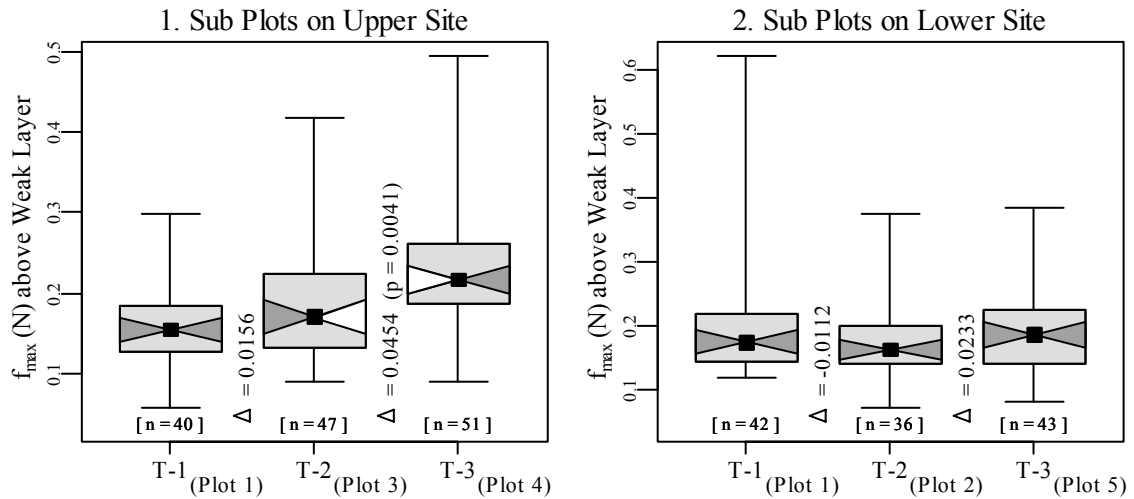 1. Sub Plots on Upper Site
f_max (N) above Weak Layer
0.5
0.4
0.3
0.2
0.1
Δ = 0.0156
Δ = 0.0454 (p = 0.0041)
[ n = 40 ]
[ n = 47 ]
[ n = 51 ]
T-1 (Plot 1)
T-2 (Plot 3)
T-3 (Plot 4)
2. Sub Plots on Lower Site
f_max (N) above Weak Layer
0.6
0.5
0.4
0.3
0.2
0.1
Δ = -0.0112
Δ = 0.0233
[ n = 42 ]
[ n = 36 ]
[ n = 43 ]
T-1 (Plot 1)
T-2 (Plot 2)
T-3 (Plot 5)